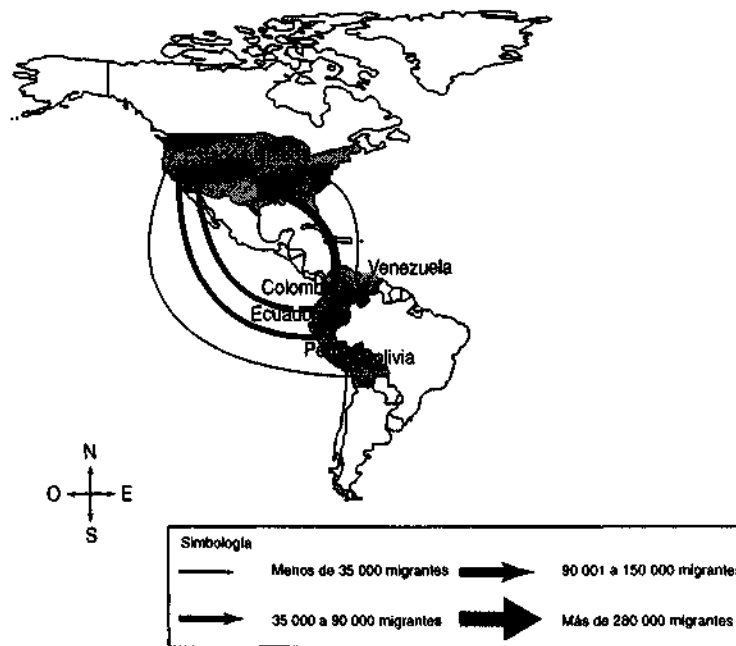 Venezuela
Colomb
Ecuado
Pe
olivia
N
O E
S
Simbología
Menos de 35 000 migrantes
90 001 a 150 000 migrantes
35 000 a 90 000 migrantes
Más de 280 000 migrantes